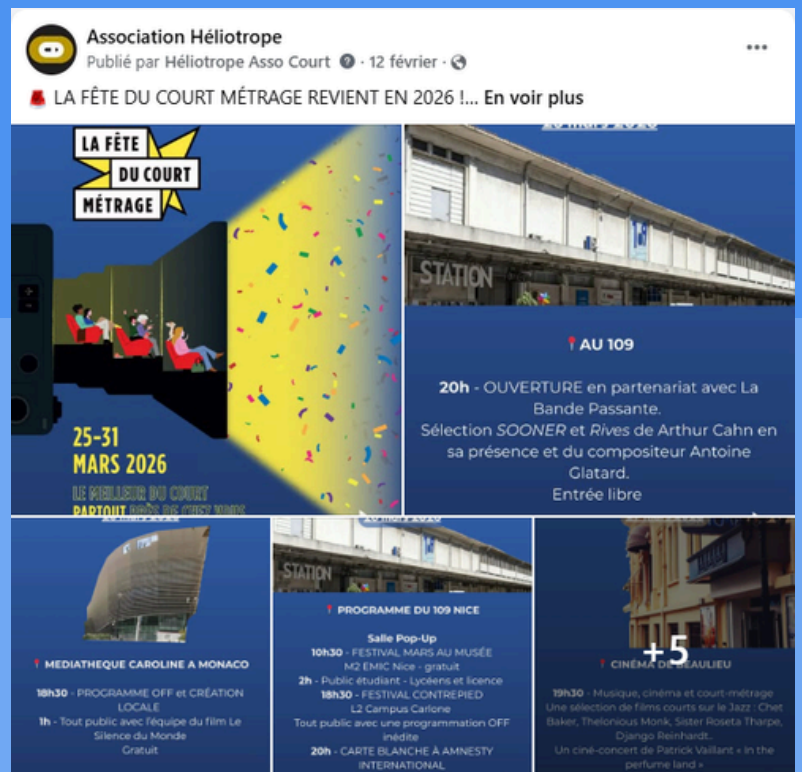 Association Héliotrope
Publié par Héliotrope Asso Court · 12 février ·
LA FÊTE DU COURT MÉTRAGE REVIENT EN 2026 !... En voir plus
LA FÊTE
DU COURT
MÉTRAGE
25-31
MARS 2026
LE MEILLEUR DU COURT
PARTOUT PRÈS DE CHEZ VOUS
mars 2026
STATION
AU 109
20h - OUVERTURE en partenariat avec La
Bande Passante.
Sélection SOONER et Rives de Arthur Cahn en
sa présence et du compositeur Antoine
Glatard.
Entrée libre
MEDIATHEQUE CAROLINE A MONACO
18h30 - PROGRAMME OFF et CRÉATION
LOCALE
1h - Tout public avec l'équipe du film Le
Silence du Monde
Gratuit
STATION
PROGRAMME DU 109 NICE
Salle Pop-Up
10h30 - FESTIVAL MARS AU MUSÉE
M2 EMIC Nice - gratuit
2h - Public étudiant - Lycéens et licence
18h30 - FESTIVAL CONTREPIED
L2 Campus Carlone
Tout public avec une programmation OFF
inédite
20h - CARTE BLANCHE À AMNESTY
INTERNATIONAL
+5
CINÉMA DE BEAULIEU
19h30 - Musique, cinéma et court-métrage
Une sélection de films courts sur le Jazz : Chet
Baker, Thelonious Monk, Sister Roseta Tharpe,
Django Reinhardt..
Un ciné-concert de Patrick Vaillant « In the
perfume land »